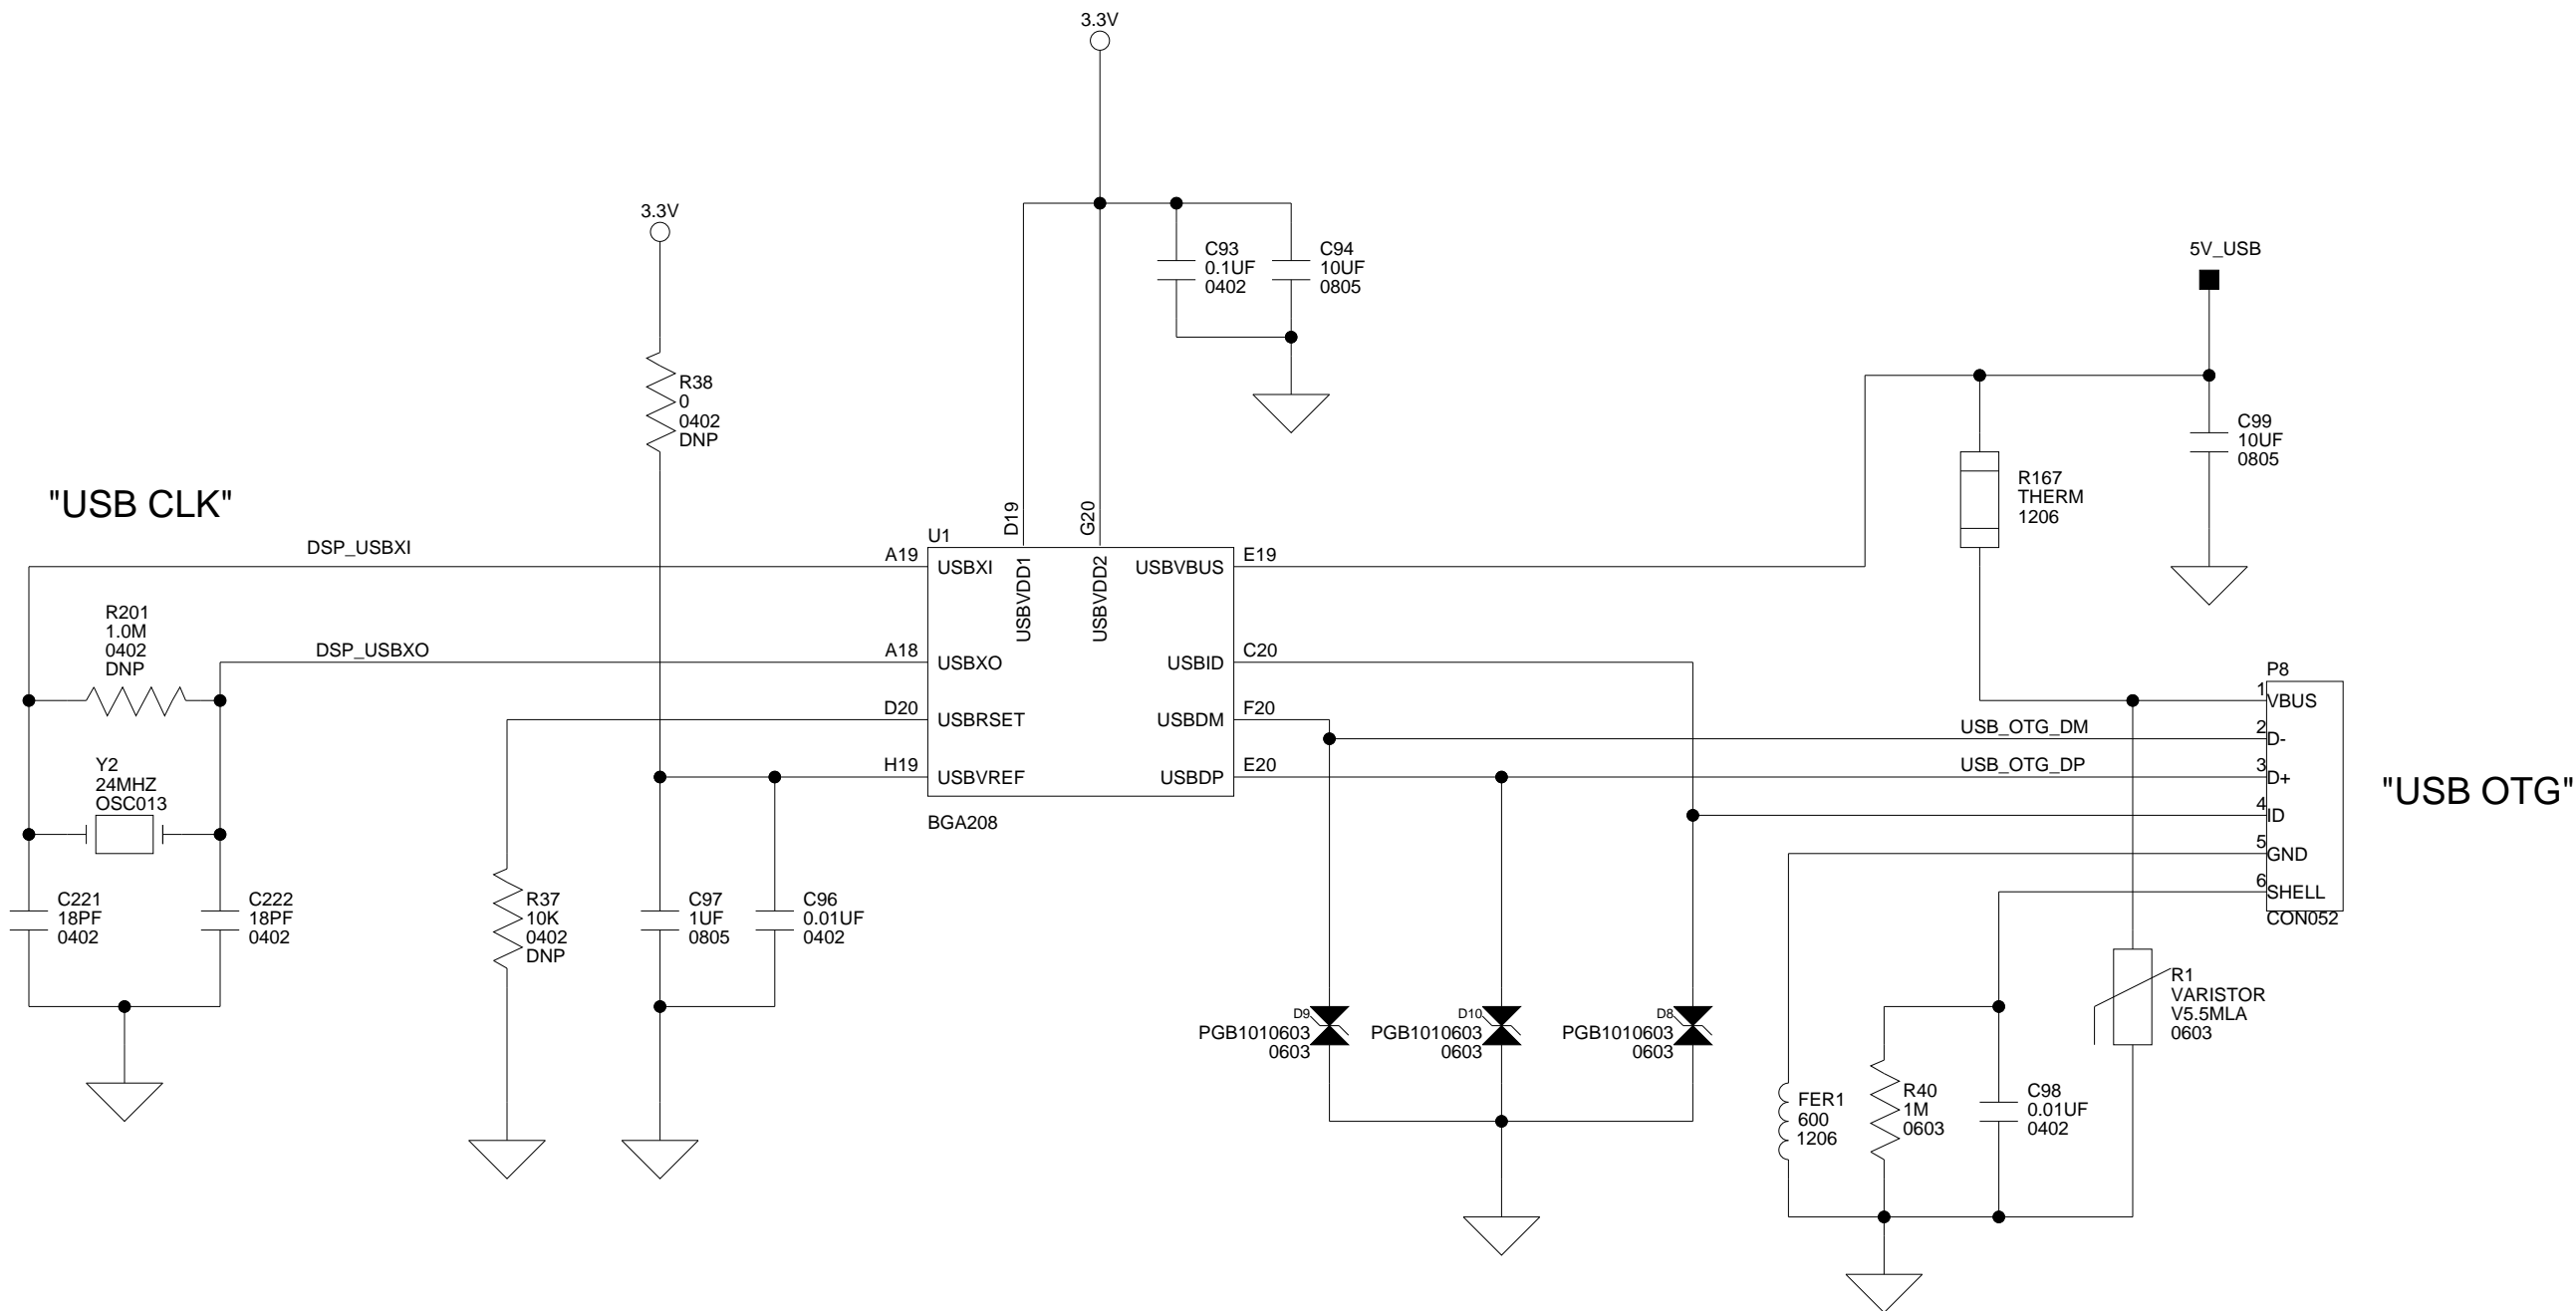 3.3V
3.3V
C93
0.1UF
0402
C94
10UF
0805
5V_USB
R38
0
0402
DNP
C99
10UF
0805
R167
THERM
1206
"USB CLK"
D19
G20
U1
DSP_USBXI
A19
USBXI
USBVDD1
USBVDD2
USBVBUS
E19
R201
1.0M
0402
DNP
DSP_USBXO
A18
USBXO
USBID
C20
D20
USBRSET
USBDM
F20
H19
USBVREF
USBDP
E20
BGA208
P8
1
VBUS
USB_OTG_DM
2
D-
USB_OTG_DP
3
D+
4
ID
5
GND
6
SHELL
CON052
"USB OTG"
Y2
24MHZ
OSC013
C221
18PF
0402
C222
18PF
0402
R37
10K
0402
DNP
C97
1UF
0805
C96
0.01UF
0402
D9
PGB1010603
0603
D10
PGB1010603
0603
D8
PGB1010603
0603
R1
VARISTOR
V5.5MLA
0603
FER1
600
1206
R40
1M
0603
C98
0.01UF
0402